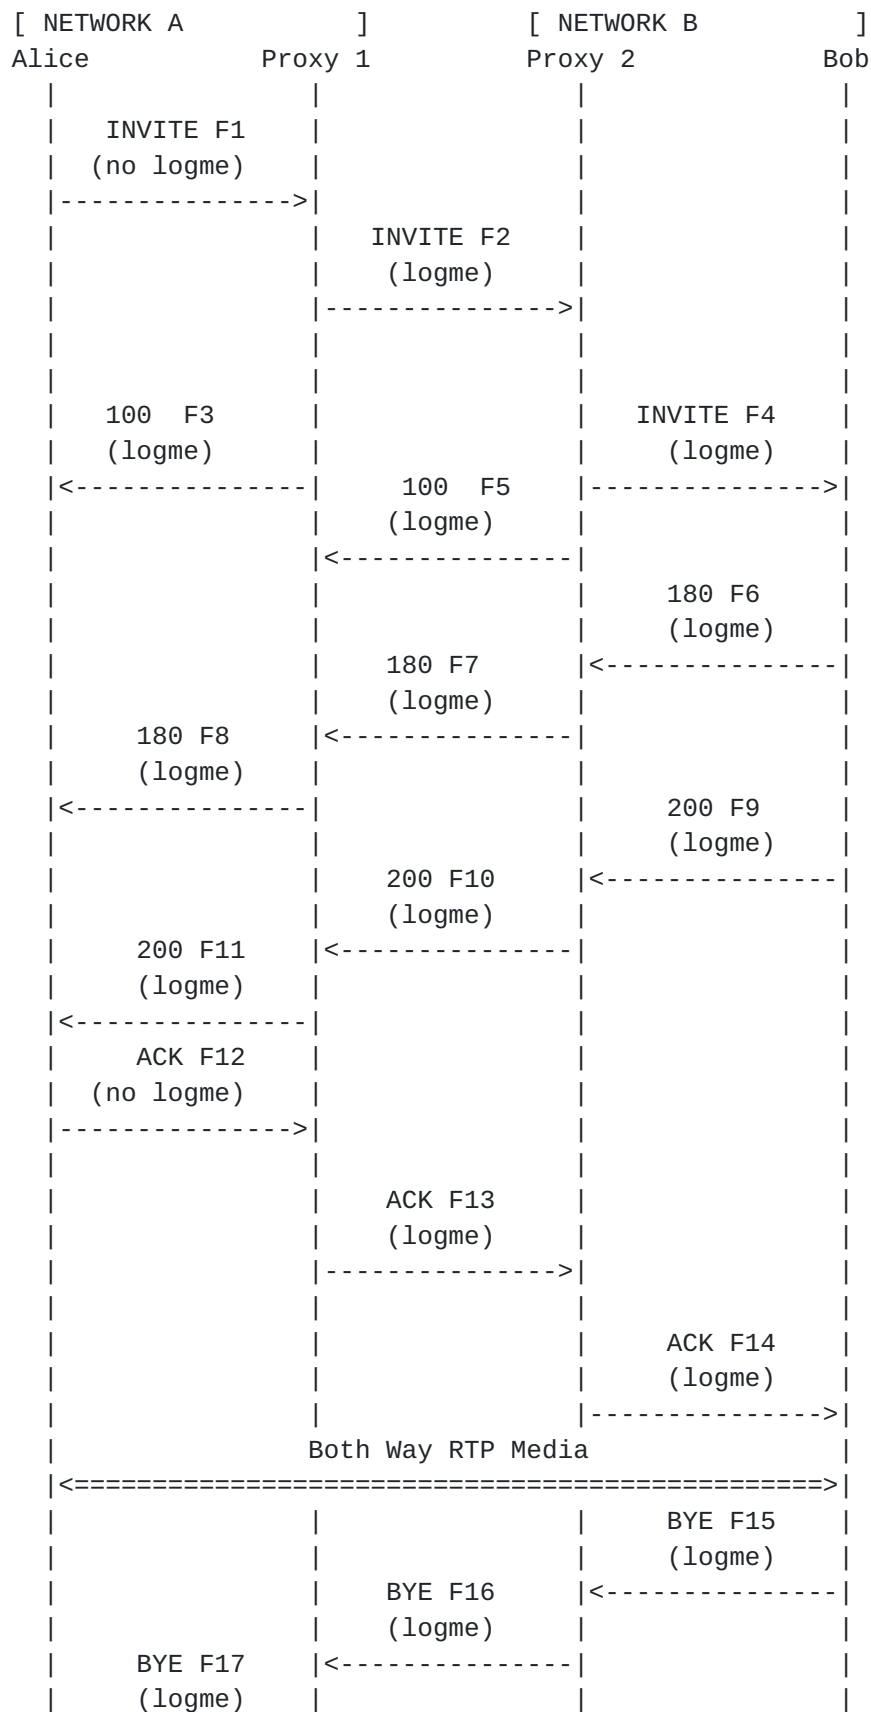 [ NETWORK A           ]          [ NETWORK B          ]
Alice           Proxy 1          Proxy 2            Bob
  |                |                |                |
  |   INVITE F1    |                |                |
  |  (no logme)    |                |                |
  |--------------->|                |                |
  |                |   INVITE F2    |                |
  |                |    (logme)     |                |
  |                |--------------->|                |
  |                |                |                |
  |                |                |                |
  |   100  F3      |                |   INVITE F4    |
  |   (logme)      |                |     (logme)    |
  |<---------------|     100  F5    |--------------->|
  |                |    (logme)     |                |
  |                |<---------------|                |
  |                |                |     180 F6     |
  |                |                |     (logme)    |
  |                |    180 F7      |<---------------|
  |                |    (logme)     |                |
  |     180 F8     |<---------------|                |
  |     (logme)    |                |                |
  |<---------------|                |     200 F9     |
  |                |                |     (logme)    |
  |                |    200 F10     |<---------------|
  |                |    (logme)     |                |
  |     200 F11    |<---------------|                |
  |     (logme)    |                |                |
  |<---------------|                |                |
  |     ACK F12    |                |                |
  |  (no logme)    |                |                |
  |--------------->|                |                |
  |                |                |                |
  |                |    ACK F13     |                |
  |                |    (logme)     |                |
  |                |--------------->|                |
  |                |                |                |
  |                |                |     ACK F14    |
  |                |                |     (logme)    |
  |                |                |--------------->|
  |                Both Way RTP Media                |
  |<================================================>|
  |                |                |     BYE F15    |
  |                |                |     (logme)    |
  |                |    BYE F16     |<---------------|
  |                |    (logme)     |                |
  |     BYE F17    |<---------------|                |
  |     (logme)    |                |                |